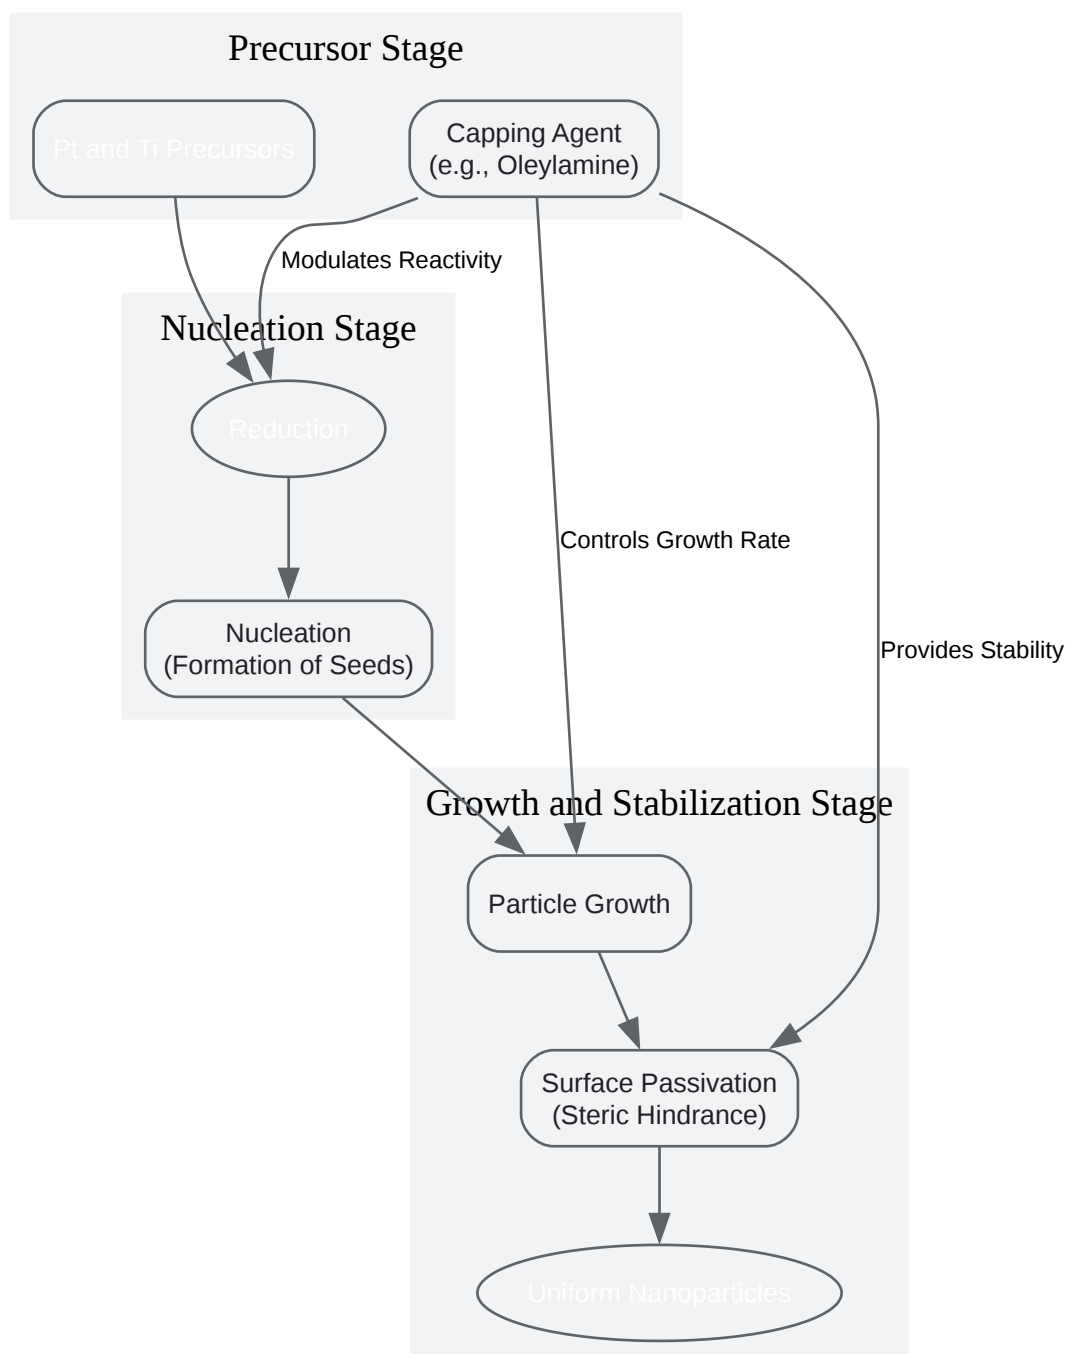 Precursor Stage
Pt and Ti Precursors
Capping Agent
(e.g., Oleylamine)
Modulates Reactivity
Nucleation Stage
Reduction
Controls Growth Rate
Nucleation
(Formation of Seeds)
Provides Stability
Growth and Stabilization Stage
Particle Growth
Surface Passivation
(Steric Hindrance)
Uniform Nanoparticles